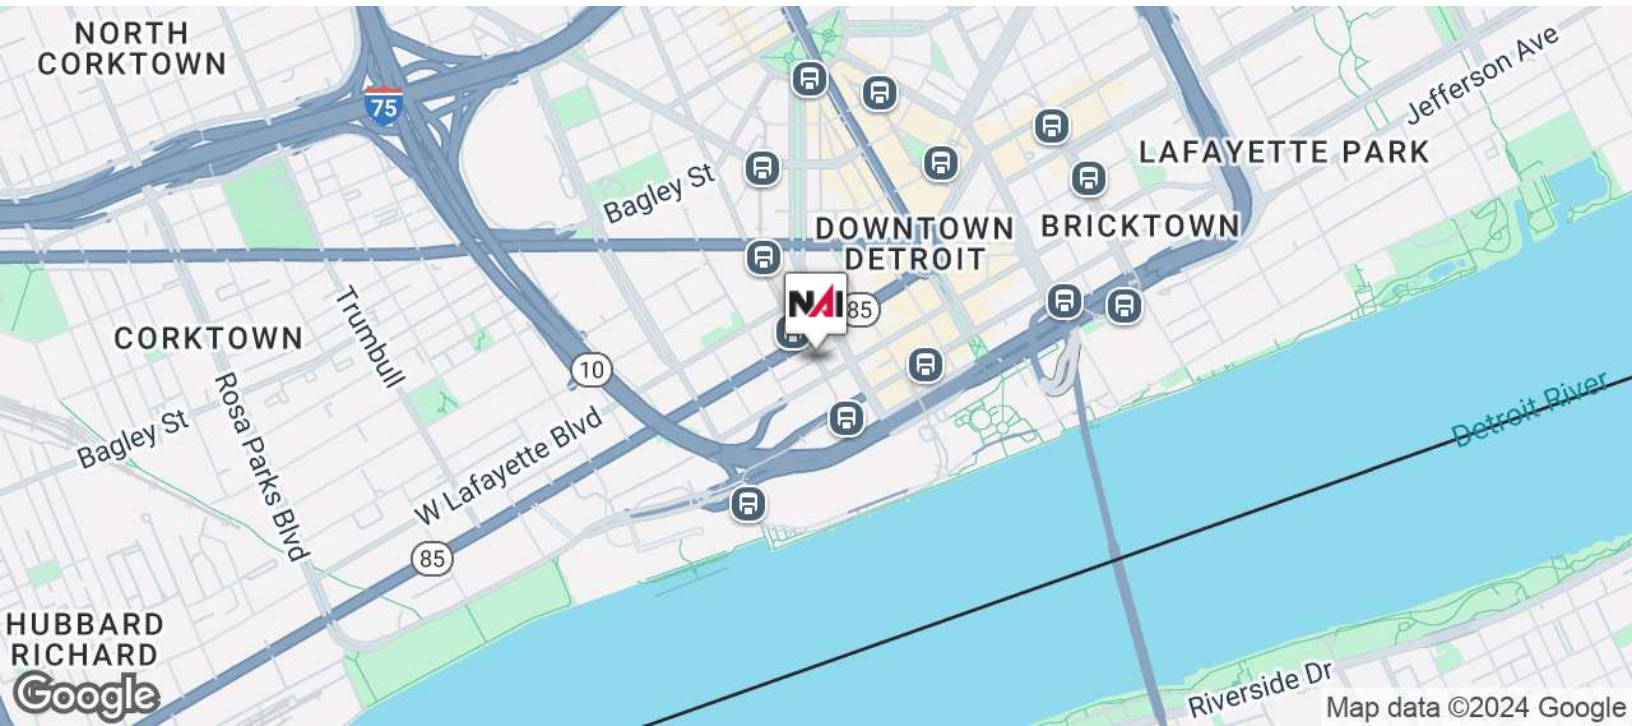 NORTH
CORKTOWN
75
Jefferson Ave
LAFAYETTE PARK
Bagley St
DOWNTOWN
DETROIT
BRICKTOWN
NAI
85
Trumbull
CORKTOWN
10
Rosa Parks Blvd
Bagley St
W Lafayette Blvd
Detroit River
85
HUBBARD
RICHARD
Google
Riverside Dr
Map data ©2024 Google